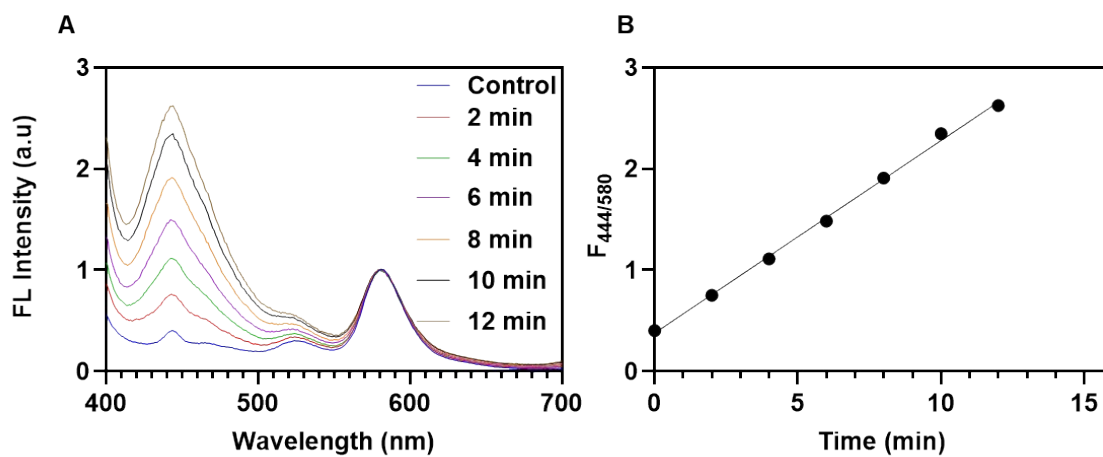 A
3
2
1
0
FL Intensity (a.u)
400
500
600
700
Wavelength (nm)
Control
2 min
4 min
6 min
8 min
10 min
12 min
B
3
2
1
0
F444/580
0
5
10
15
Time (min)